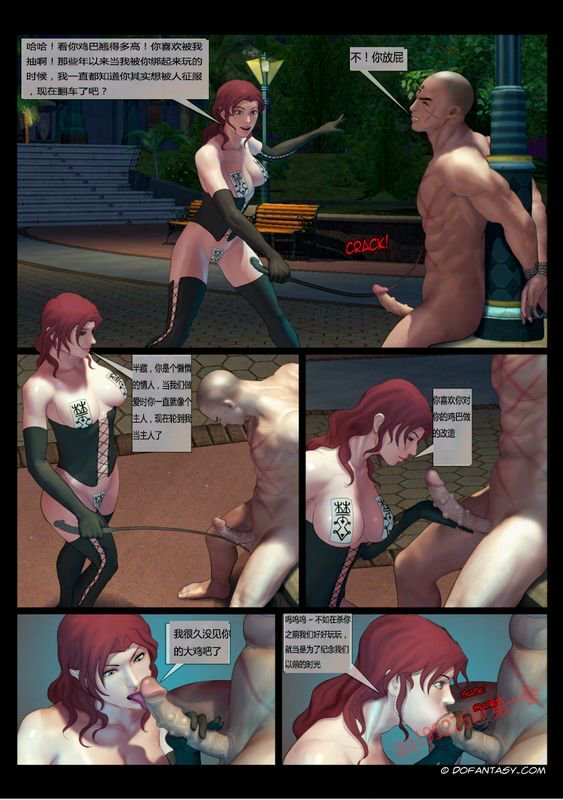 哈哈！看你鸡巴翘得多高！你喜欢被我
抽啊！那些年以来当我被你绑起来玩的
时候，我一直都知道你其实想被人征服
，现在翻车了吧？
不！你放屁
CRACK!
半藏，你是个懒惰
的情人，当我们做
爱时你一直就像个
主人，现在轮到我
当主人了
你喜欢你对
你的鸡巴做
的改造
我很久没见你
的大鸡吧了
呜呜呜～不如在杀你
之前我们好好玩玩，
就当是为了纪念我们
以前的时光
SUCK!
SUCK!
© DOFANTASY.COM